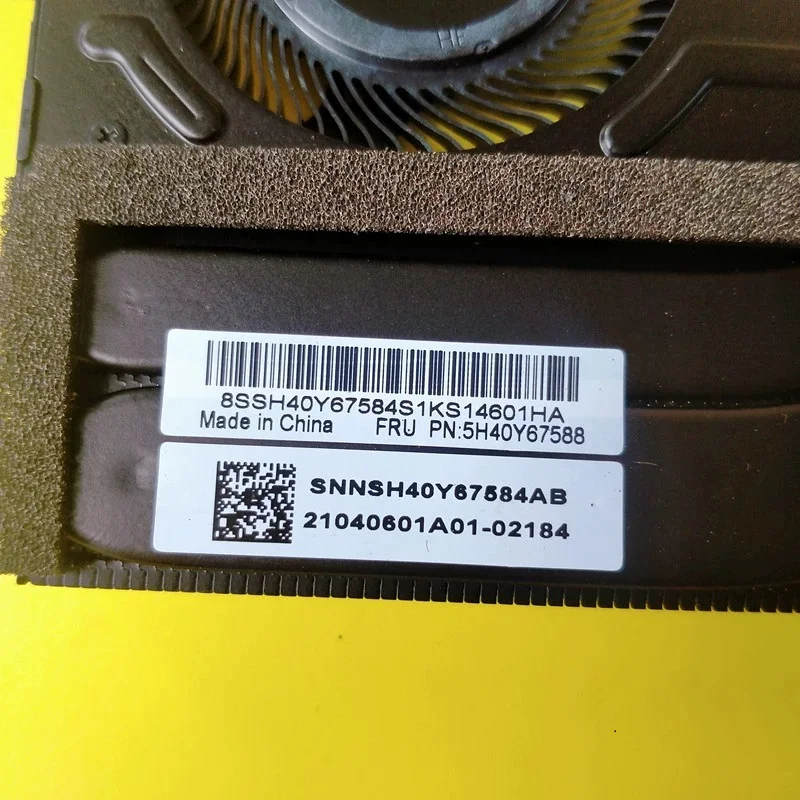 8SSH40Y67584S1KS14601HA
Made in China FRU PN:5H40Y67588
SNNSH40Y67584AB
21040601A01-02184